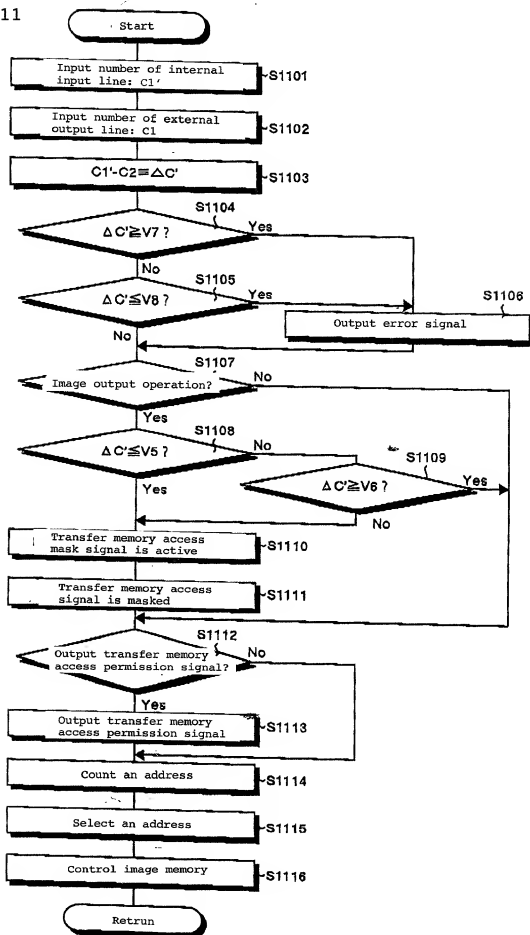 11
Start
Input number of internal
input line: C1'
S1101
Input number of external
output line: C1
S1102
C1'-C2≡ΔC'
S1103
S1104
ΔC'≧V7 ?
Yes
No
S1105
ΔC'≦V8 ?
Yes
No
S1106
Output error signal
S1107
Image output operation?
No
Yes
S1108
ΔC'≦V5 ?
No
Yes
S1109
ΔC'≧V6 ?
Yes
No
Transfer memory access
mask signal is active
S1110
Transfer memory access
signal is masked
S1111
S1112
Output transfer memory
access permission signal?
No
Yes
Output transfer memory
access permission signal
S1113
Count an address
S1114
Select an address
S1115
Control image memory
S1116
Retrun